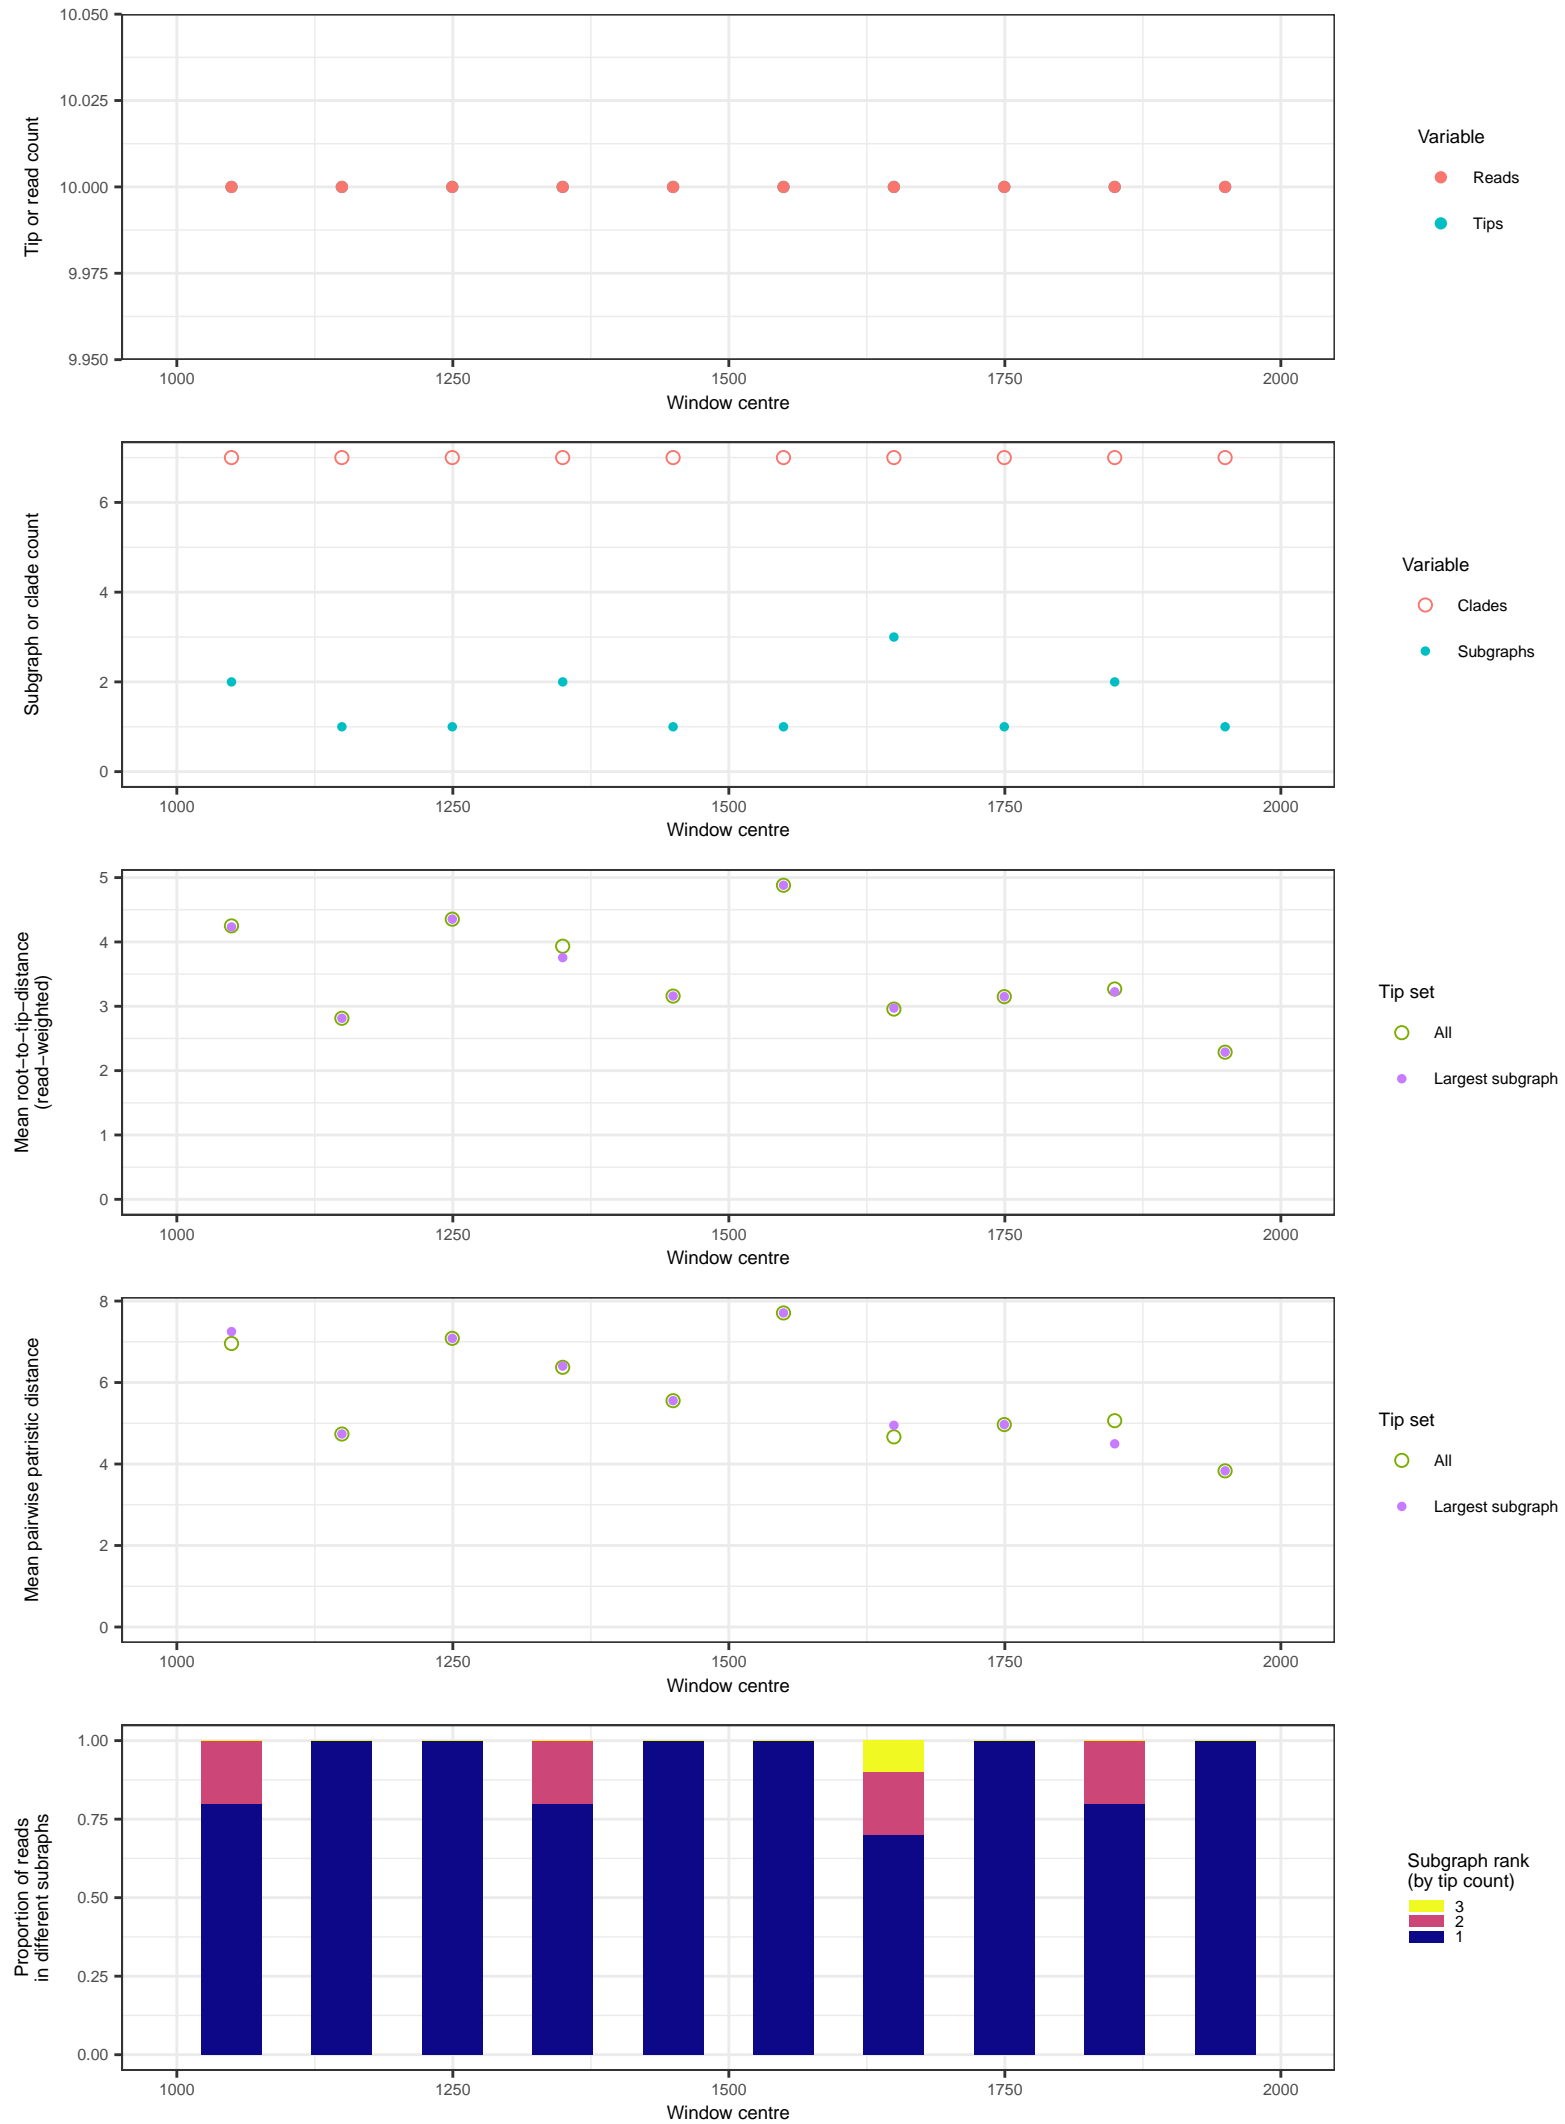 10.050
10.025
10.000
9.975
9.950
Tip or read count
1000 1250 1500 1750 2000
Window centre
Variable
Reads
Tips
6
4
2
0
Subgraph or clade count
1000 1250 1500 1750 2000
Window centre
Variable
Clades
Subgraphs
5
4
3
2
1
0
Mean root−to−tip−distance
(read−weighted)
1000 1250 1500 1750 2000
Window centre
Tip set
All
Largest subgraph
8
6
4
2
0
Mean pairwise patristic distance
1000 1250 1500 1750 2000
Window centre
Tip set
All
Largest subgraph
1.00
0.75
0.50
0.25
0.00
Proportion of reads
in different subraphs
1000 1250 1500 1750 2000
Window centre
Subgraph rank
(by tip count)
3
2
1